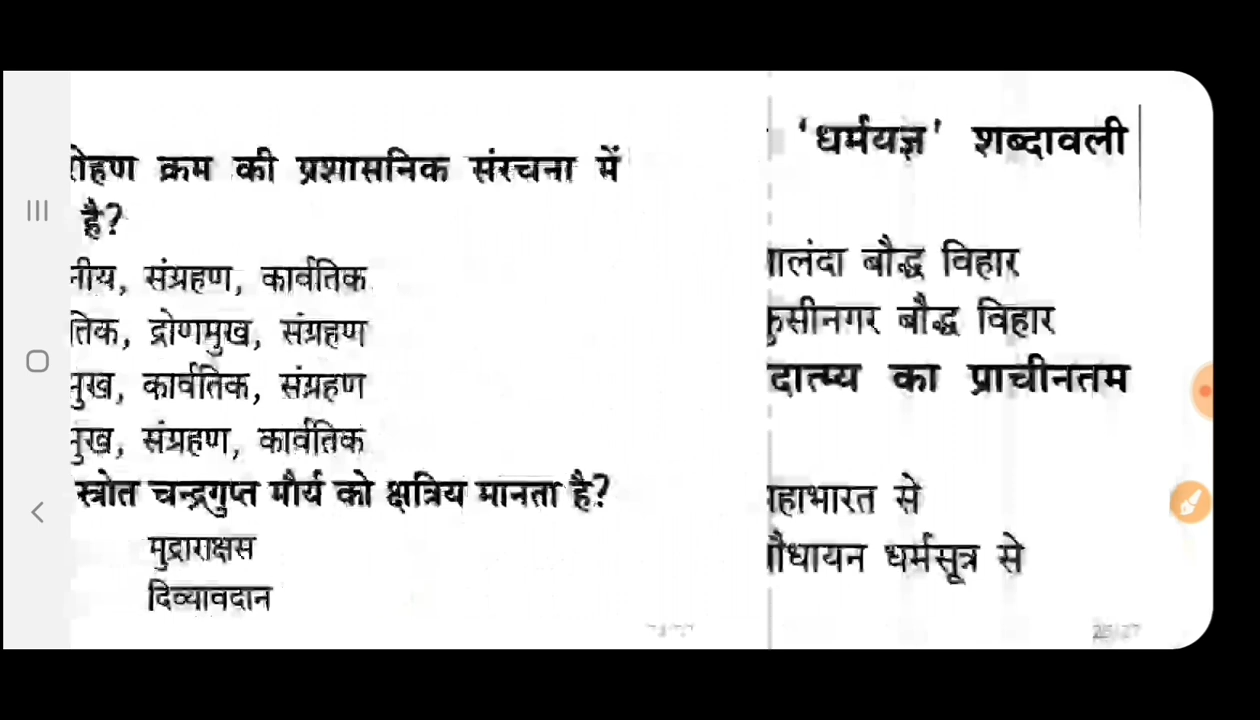 रोहण क्रम की प्रशासनिक संरचना में
है?
नीय, संग्रहण, कार्वतिक
तिक, द्रोणमुख, संग्रहण
मुख, कार्वतिक, संग्रहण
मुख, संग्रहण, कार्वतिक
स्त्रोत चन्द्रगुप्त मौर्य को क्षत्रिय मानता है?
मुद्राराक्षस
दिव्यावदान
'धर्मयज्ञ' शब्दावली
ालंदा बौद्ध विहार
कुसीनगर बौद्ध विहार
दात्म्य का प्राचीनतम
महाभारत से
ौधायन धर्मसूत्र से